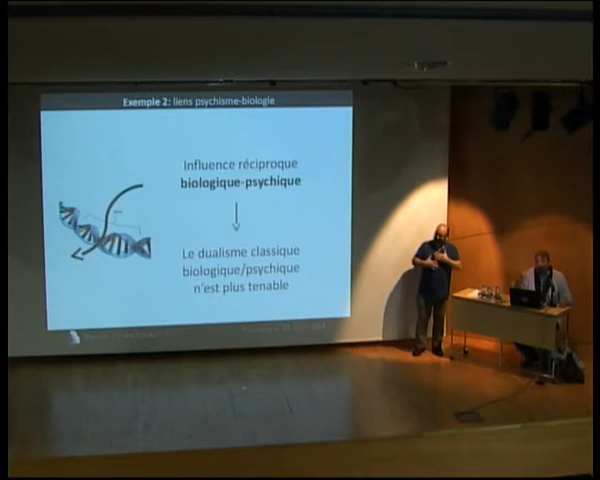 Exemple 2: liens psychisme-biologie
Influence réciproque
biologique-psychique
Le dualisme classique
biologique/psychique
n'est plus tenable